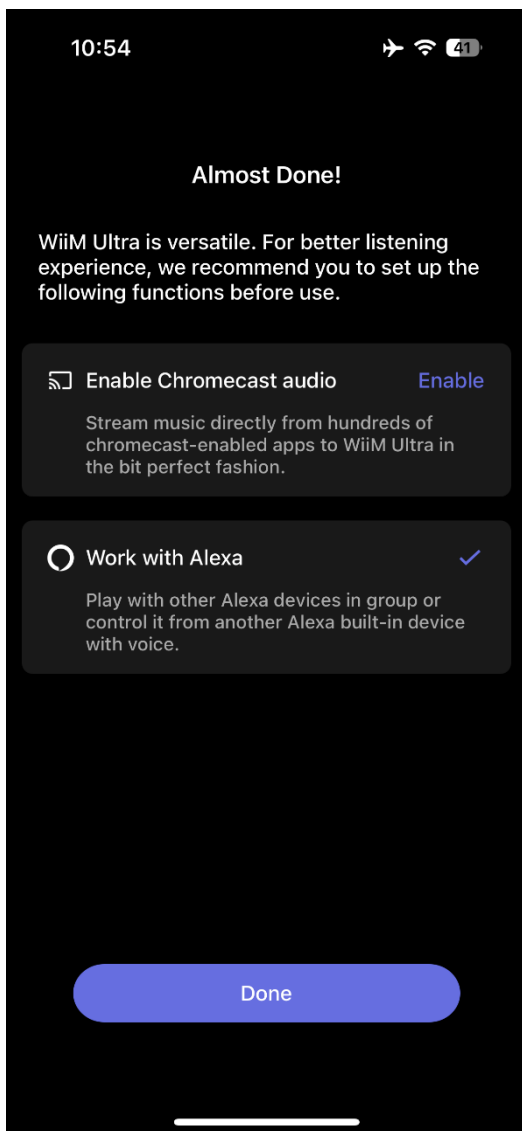 10:54
41
Almost Done!
WiiM Ultra is versatile. For better listening
experience, we recommend you to set up the
following functions before use.
Enable Chromecast audio Enable
Stream music directly from hundreds of
chromecast-enabled apps to WiiM Ultra in
the bit perfect fashion.
Work with Alexa
Play with other Alexa devices in group or
control it from another Alexa built-in device
with voice.
Done